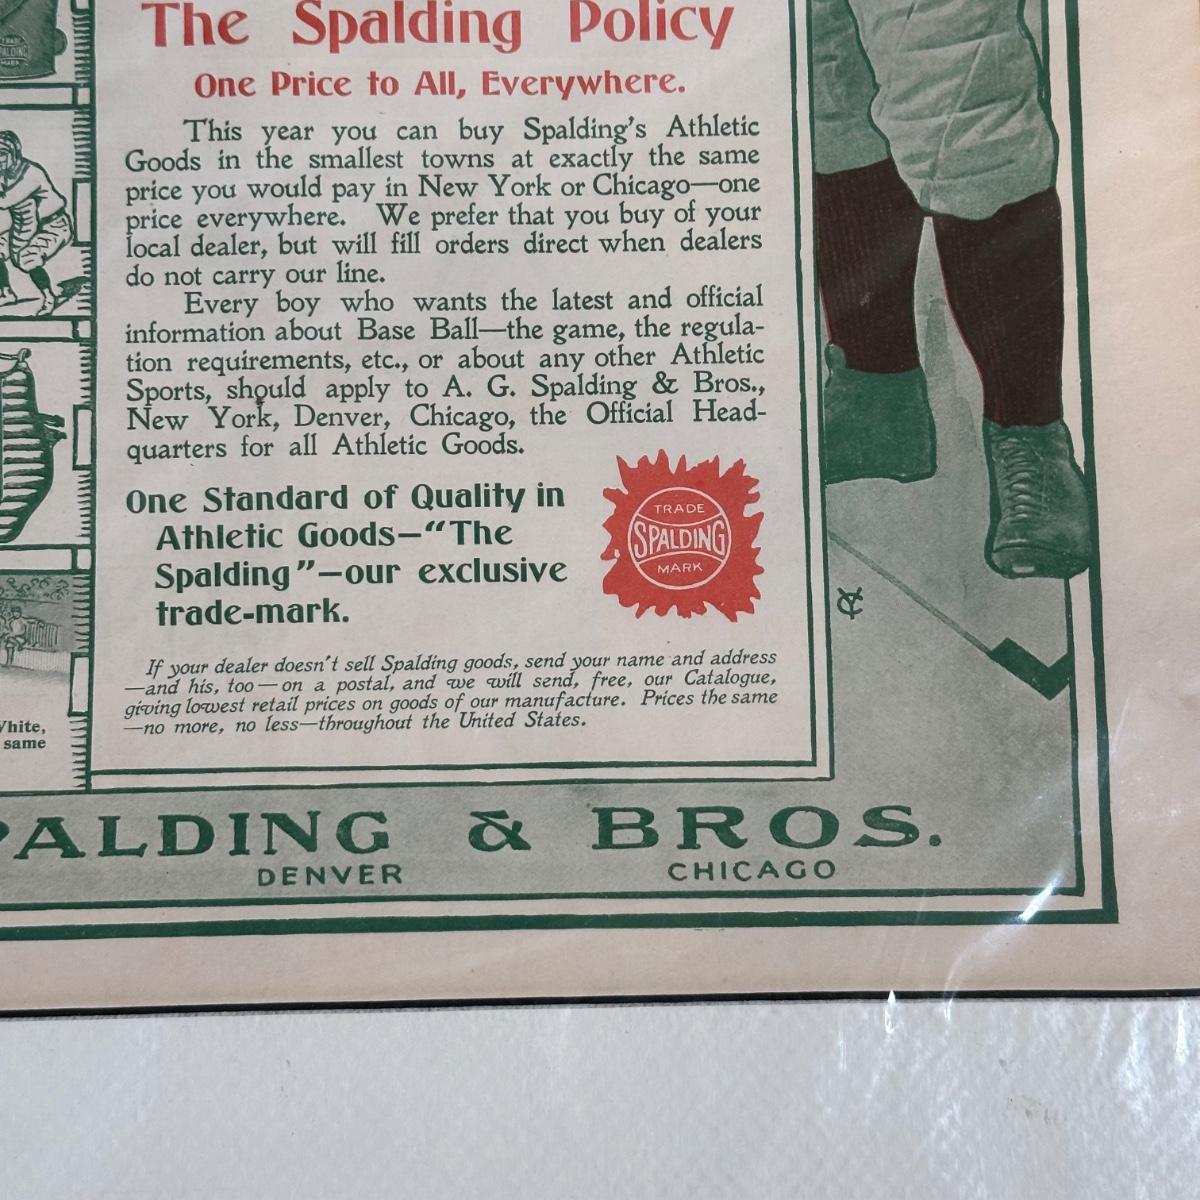 TRADE
SPALDING
MARK
The Spalding Policy
One Price to All, Everywhere.
This year you can buy Spalding's Athletic
Goods in the smallest towns at exactly the same
price you would pay in New York or Chicago—one
price everywhere. We prefer that you buy of your
local dealer, but will fill orders direct when dealers
do not carry our line.
Every boy who wants the latest and official
information about Base Ball—the game, the regula-
tion requirements, etc., or about any other Athletic
Sports, should apply to A. G. Spalding & Bros.,
New York, Denver, Chicago, the Official Head-
quarters for all Athletic Goods.
One Standard of Quality in
Athletic Goods—“The
Spalding”—our exclusive
trade-mark.
TRADE
SPALDING
MARK
If your dealer doesn't sell Spalding goods, send your name and address
—and his, too—on a postal, and we will send, free, our Catalogue,
giving lowest retail prices on goods of our manufacture. Prices the same
—no more, no less—throughout the United States.
White,
same
PALDING & BROS.
DENVER CHICAGO